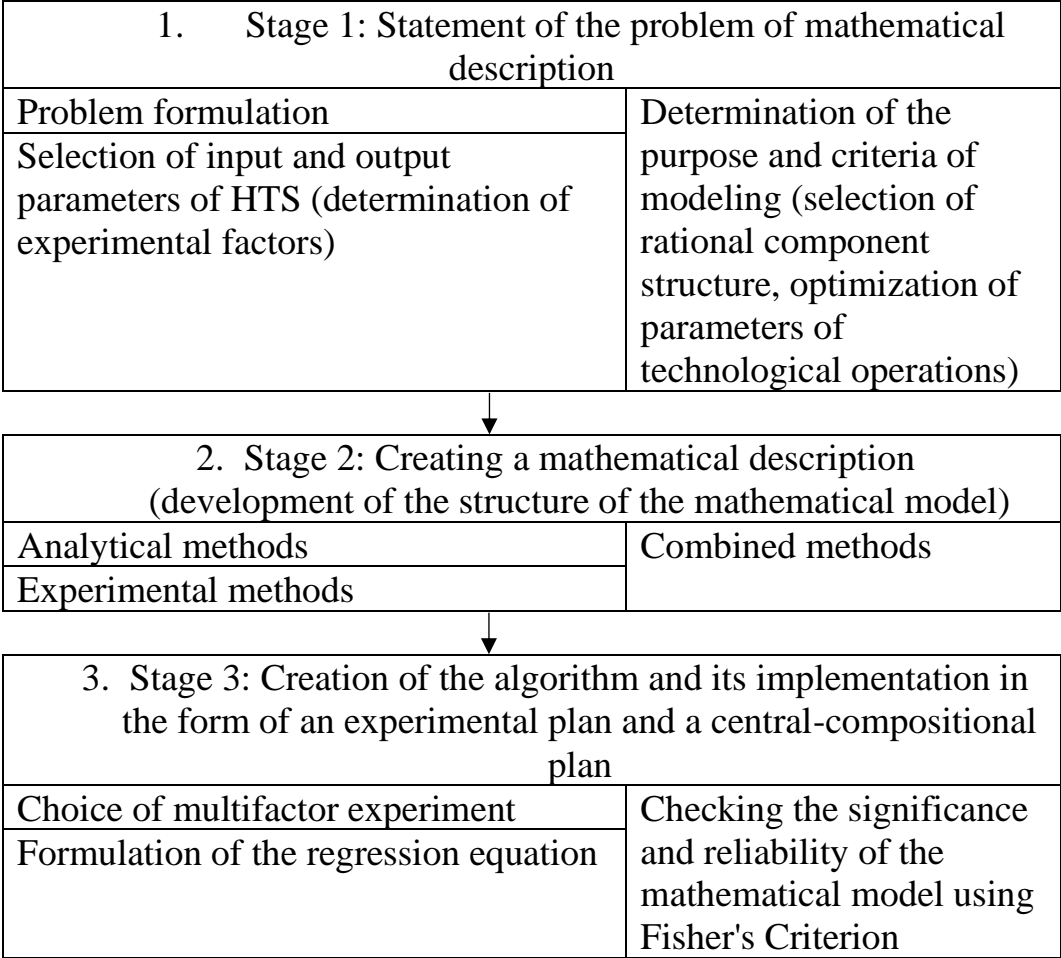 1. Stage 1: Statement of the problem of mathematical
description
Problem formulation
Selection of input and output
parameters of HTS (determination of
experimental factors)
Determination of the
purpose and criteria of
modeling (selection of
rational component
structure, optimization of
parameters of
technological operations)
2. Stage 2: Creating a mathematical description
(development of the structure of the mathematical model)
Analytical methods
Experimental methods
Combined methods
3. Stage 3: Creation of the algorithm and its implementation in
the form of an experimental plan and a central-compositional
plan
Choice of multifactor experiment
Formulation of the regression equation
Checking the significance
and reliability of the
mathematical model using
Fisher's Criterion